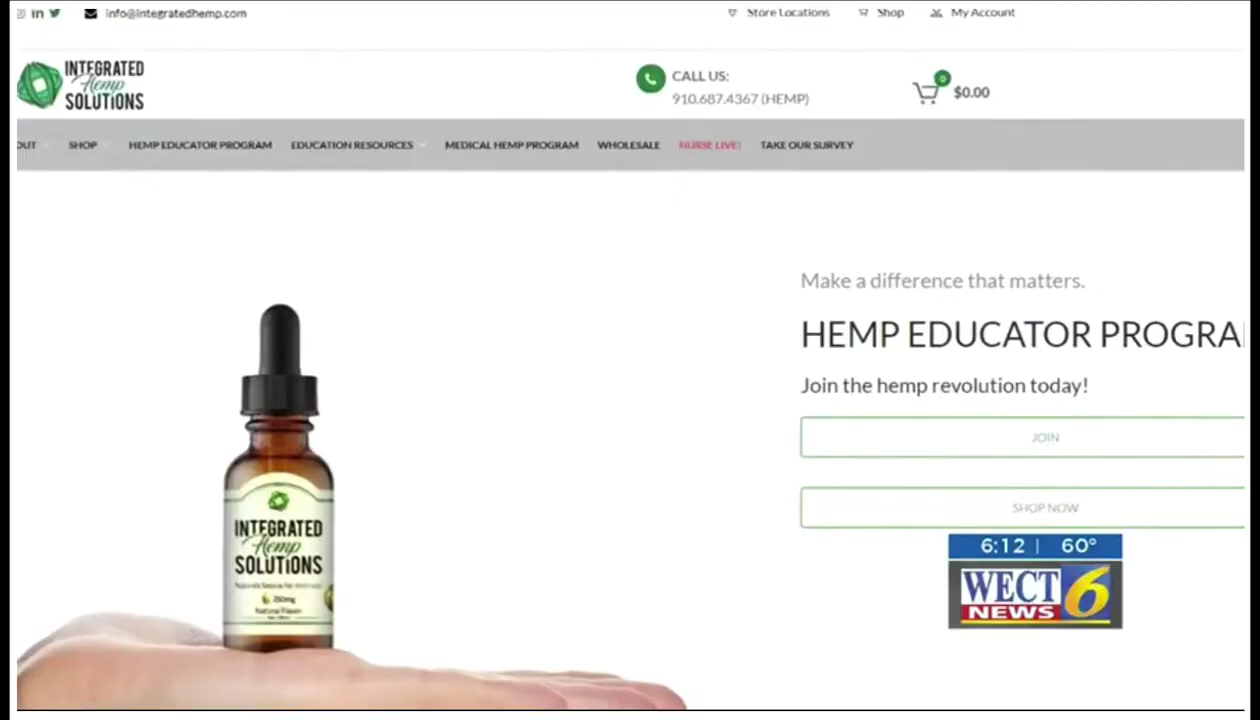 info@integratedhemp.com
Store Locations
Shop
My Account
INTEGRATED
Hemp
SOLUTIONS
CALL US:
910.687.4367 (HEMP)
0
$0.00
OUT
SHOP
HEMP EDUCATOR PROGRAM
EDUCATION RESOURCES
MEDICAL HEMP PROGRAM
WHOLESALE
NURSE LIVE!
TAKE OUR SURVEY
Make a difference that matters.
HEMP EDUCATOR PROGRA
Join the hemp revolution today!
JOIN
SHOP NOW
INTEGRATED
Hemp
SOLUTIONS
250mg
Natural Flavor
6:12 | 60°
WECT 6
NEWS